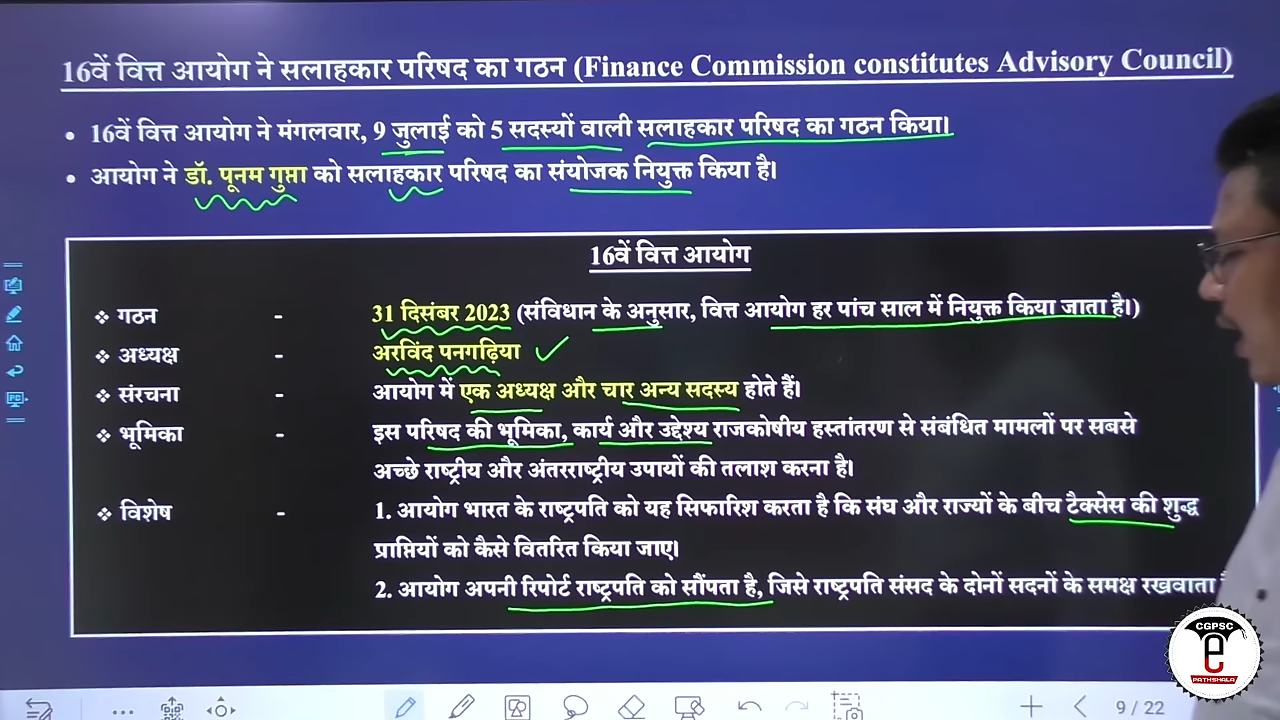 16वें वित्त आयोग ने सलाहकार परिषद का गठन (Finance Commission constitutes Advisory Council)
• 16वें वित्त आयोग ने मंगलवार, 9 जुलाई को 5 सदस्यों वाली सलाहकार परिषद का गठन किया।
• आयोग ने डॉ. पूनम गुप्ता को सलाहकार परिषद का संयोजक नियुक्त किया है।
16वें वित्त आयोग
❖ गठन - 31 दिसंबर 2023 (संविधान के अनुसार, वित्त आयोग हर पांच साल में नियुक्त किया जाता है।)
❖ अध्यक्ष - अरविंद पनगढ़िया
❖ संरचना - आयोग में एक अध्यक्ष और चार अन्य सदस्य होते हैं।
❖ भूमिका - इस परिषद की भूमिका, कार्य और उद्देश्य राजकोषीय हस्तांतरण से संबंधित मामलों पर सबसे
अच्छे राष्ट्रीय और अंतरराष्ट्रीय उपायों की तलाश करना है।
❖ विशेष - 1. आयोग भारत के राष्ट्रपति को यह सिफारिश करता है कि संघ और राज्यों के बीच टैक्सेस की शुद्ध
प्राप्तियों को कैसे वितरित किया जाए।
2. आयोग अपनी रिपोर्ट राष्ट्रपति को सौंपता है, जिसे राष्ट्रपति संसद के दोनों सदनों के समक्ष रखवाता
CGPSC
e
PATHSHALA
9 / 22